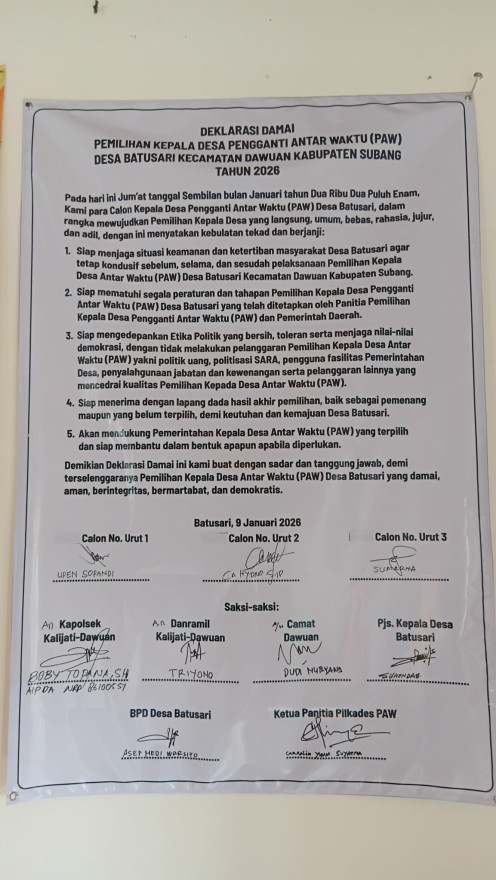 DEKLARASI DAMAI
PEMILIHAN KEPALA DESA PENGGANTI ANTAR WAKTU (PAW)
DESA BATUSARI KECAMATAN DAWUAN KABUPATEN SUBANG
TAHUN 2026
Pada hari ini Jum'at tanggal Sembilan bulan Januari tahun Dua Ribu Dua Puluh Enam,
Kami para Calon Kepala Desa Pengganti Antar Waktu (PAW) Desa Batusari, dalam
rangka mewujudkan Pemilihan Kepala Desa yang langsung, umum, bebas, rahasia, jujur,
dan adil, dengan ini menyatakan kebulatan tekad dan berjanji:
1. Siap menjaga situasi keamanan dan ketertiban masyarakat Desa Batusari agar
tetap kondusif sebelum, selama, dan sesudah pelaksanaan Pemilihan Kepala
Desa Antar Waktu (PAW) Desa Batusari Kecamatan Dawuan Kabupaten Subang.
2. Siap mematuhi segala peraturan dan tahapan Pemilihan Kepala Desa Pengganti
Antar Waktu (PAW) Desa Batusari yang telah ditetapkan oleh Panitia Pemilihan
Kepala Desa Pengganti Antar Waktu (PAW) dan Pemerintah Daerah.
3. Siap mengedepankan Etika Politik yang bersih, toleran serta menjaga nilai-nilai
demokrasi, dengan tidak melakukan pelanggaran Pemilihan Kepala Desa Antar
Waktu (PAW) yakni politik uang, politisasi SARA, pengguna fasilitas Pemerintahan
Desa, penyalahgunaan jabatan dan kewenangan serta pelanggaran lainnya yang
mencedrai kualitas Pemilihan Kepada Desa Antar Waktu (PAW).
4. Siap menerima dengan lapang dada hasil akhir pemilihan, baik sebagai pemenang
maupun yang belum terpilih, demi keutuhan dan kemajuan Desa Batusari.
5. Akan mendukung Pemerintahan Kepala Desa Antar Waktu (PAW) yang terpilih
dan siap membantu dalam bentuk apapun apabila diperlukan.
Demikian Deklarasi Damai ini kami buat dengan sadar dan tanggung jawab, demi
terselenggaranya Pemilihan Kepala Desa Antar Waktu (PAW) Desa Batusari yang damai,
aman, berintegritas, bermartabat, dan demokratis.
Batusari, 9 Januari 2026
Calon No. Urut 1 Calon No. Urut 2 Calon No. Urut 3
UPEN SOPANDI SUMARNA
Saksi-saksi:
An. Kapolsek A.n Danramil Camat Pjs. Kepala Desa
Kalijati-Dawuan Kalijati-Dawuan Dawuan Batusari
TRIYONO
AIPDA NRP
BPD Desa Batusari Ketua Panitia Pilkades PAW
ASEP HEDI